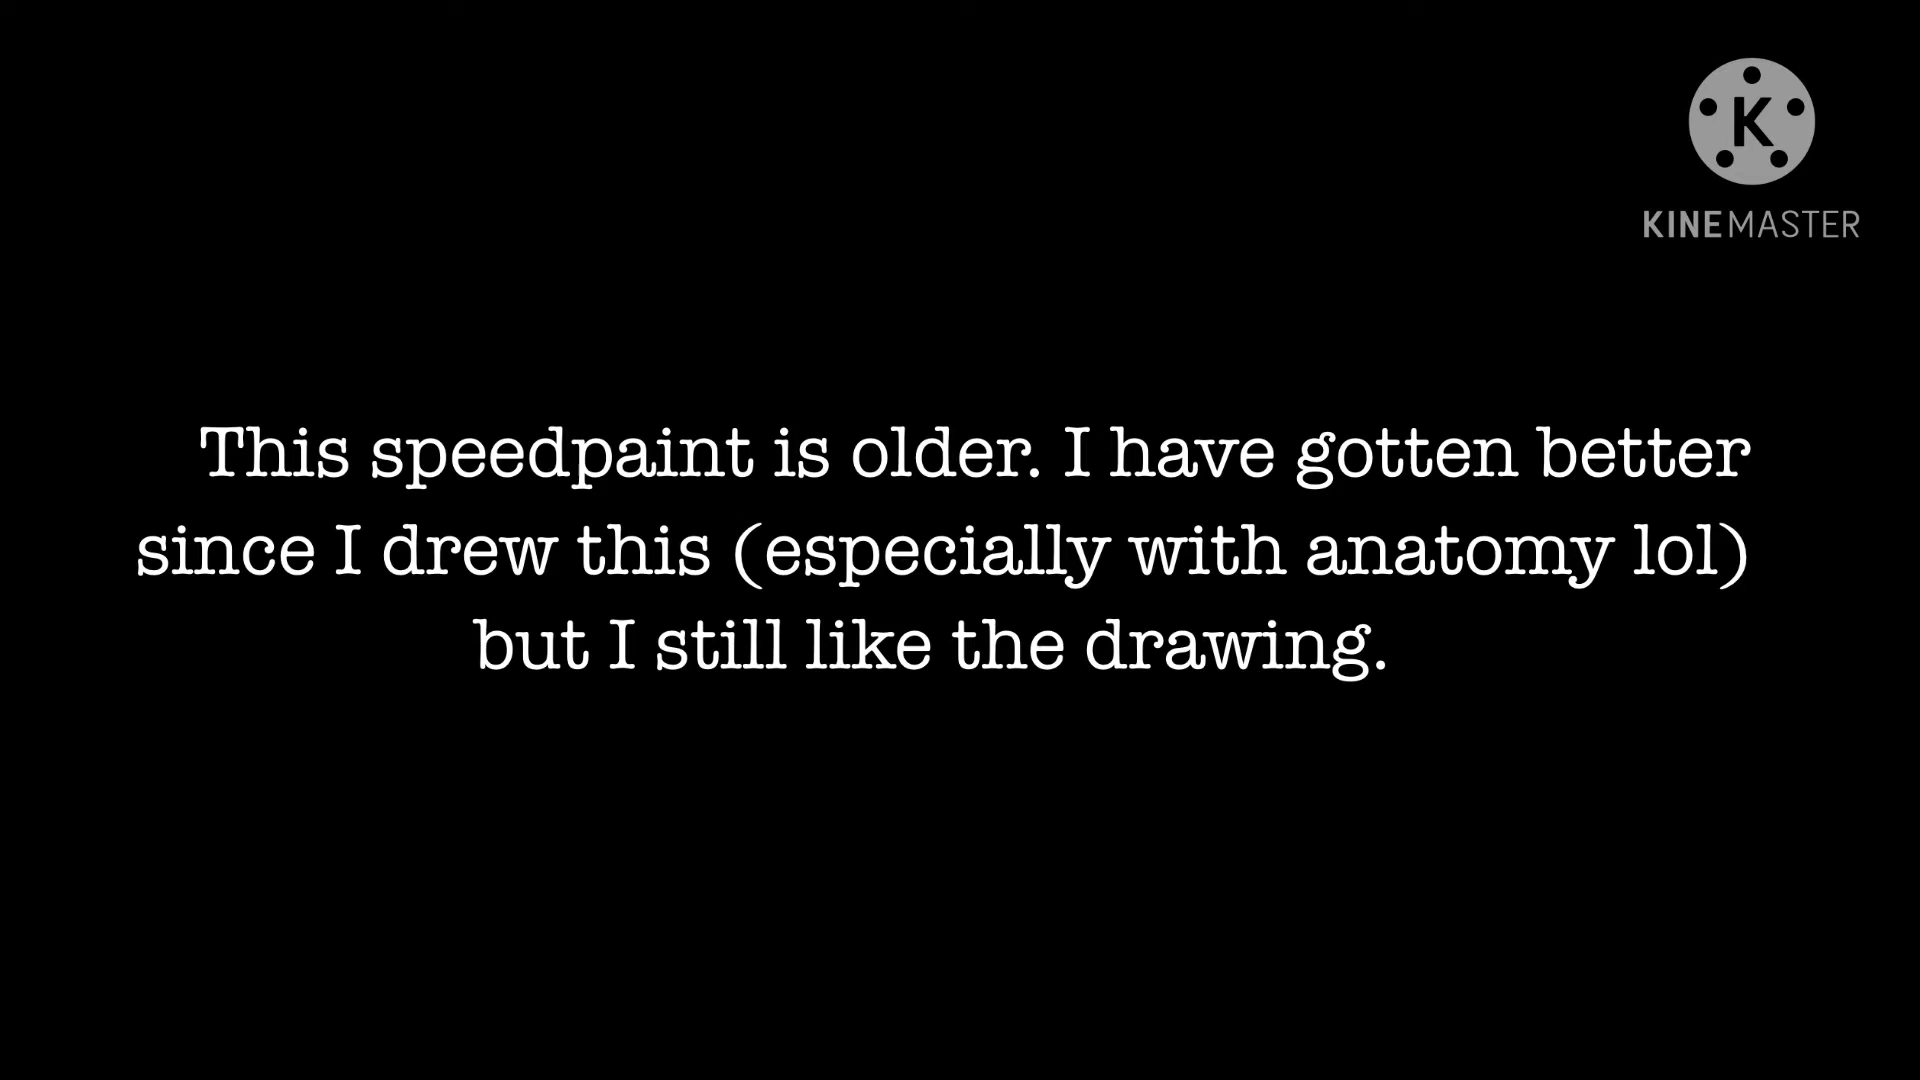 K
KINEMASTER
This speedpaint is older. I have gotten better
since I drew this (especially with anatomy lol)
but I still like the drawing.